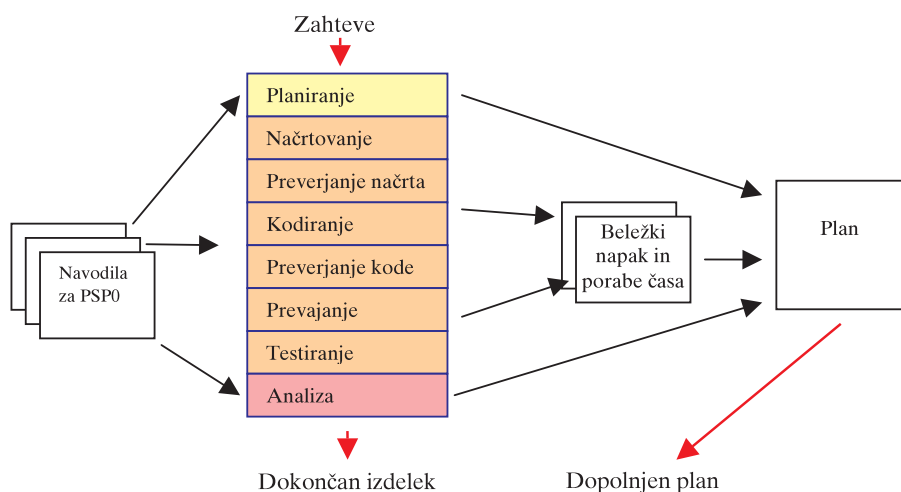 Zahteve
Planiranje
Načrtovanje
Preverjanje načrta
Kodiranje
Preverjanje kode
Prevajanje
Testiranje
Analiza
Navodila
za PSP0
Beležki
napak in
porabe časa
Plan
Dokončan izdelek
Dopolnjen plan